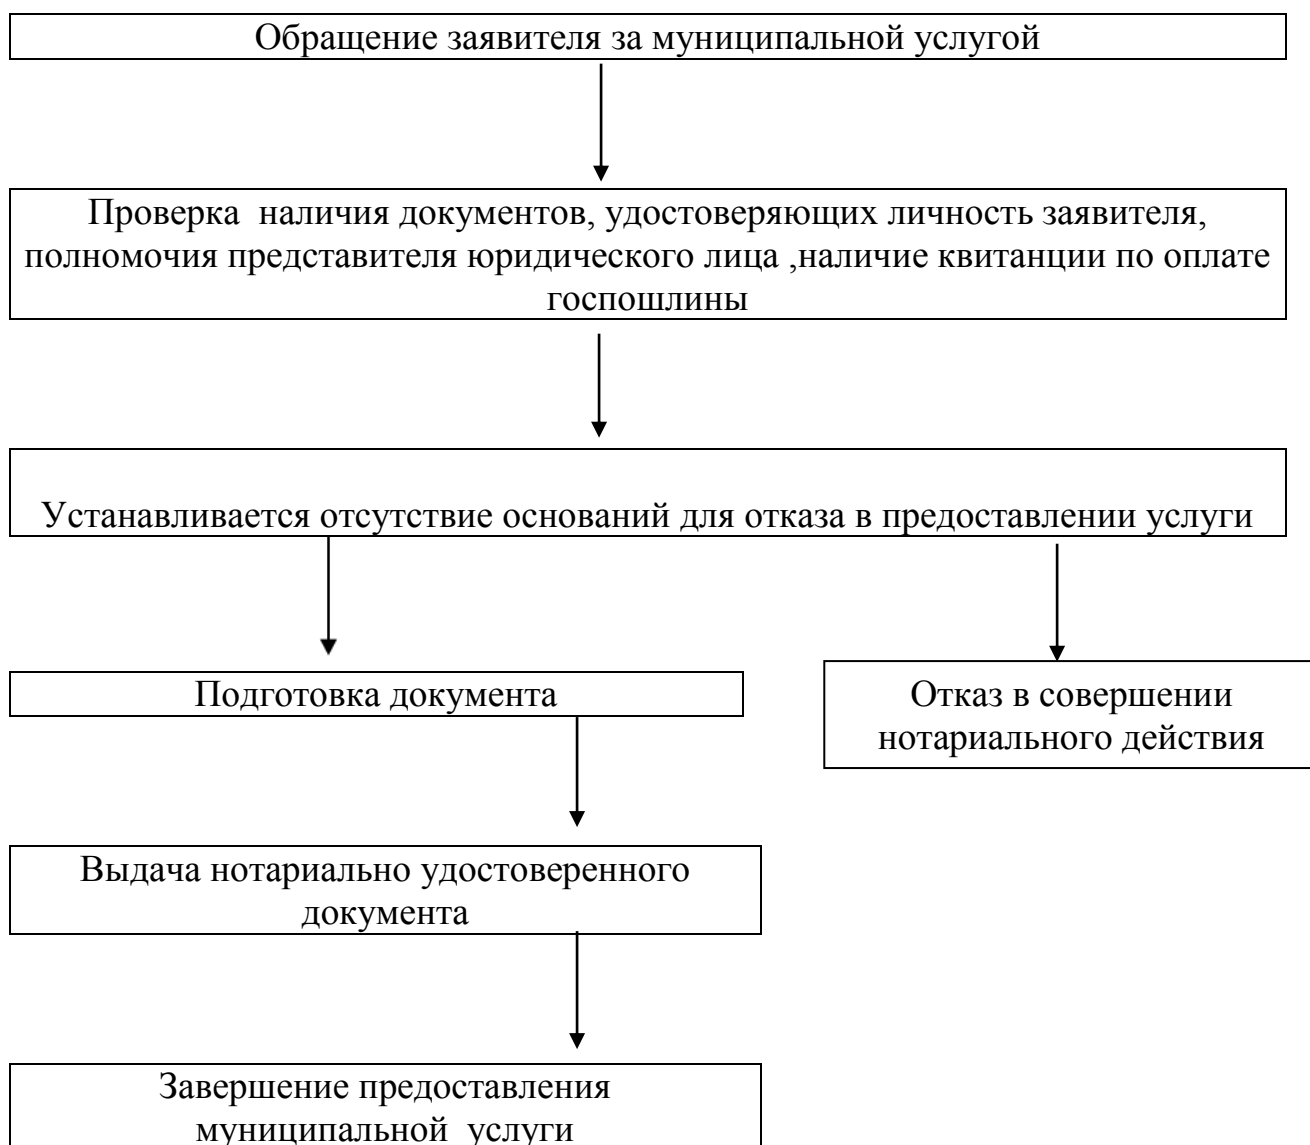 Обращение заявителя за муниципальной услугой
Проверка  наличия документов, удостоверяющих личность заявителя,
полномочия представителя юридического лица ,наличие квитанции по оплате
госпошлины
Устанавливается отсутствие оснований для отказа в предоставлении услуги
Подготовка документа
Отказ в совершении
нотариального действия
Выдача нотариально удостоверенного
документа
Завершение предоставления
муниципальной  услуги